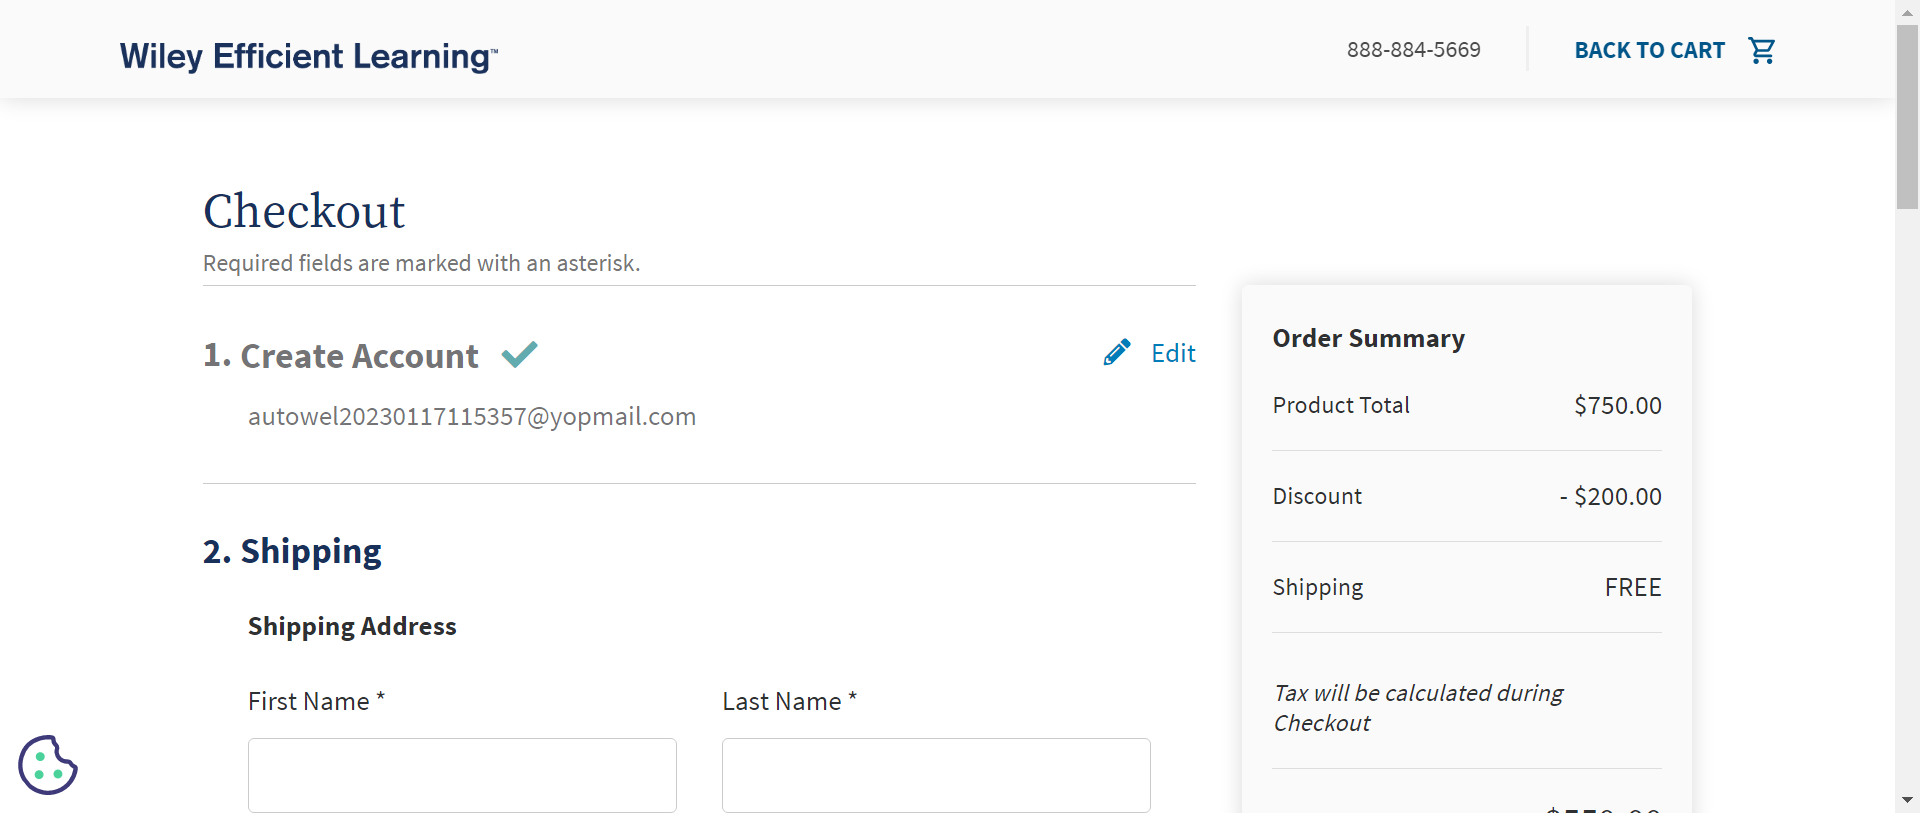 Wiley Efficient Learning™
888-884-5669
BACK TO CART
Checkout
Required fields are marked with an asterisk.
1. Create Account
Edit
autowel20230117115357@yopmail.com
2. Shipping
Shipping Address
First Name *
Last Name *
Order Summary
Product Total $750.00
Discount - $200.00
Shipping FREE
Tax will be calculated during
Checkout